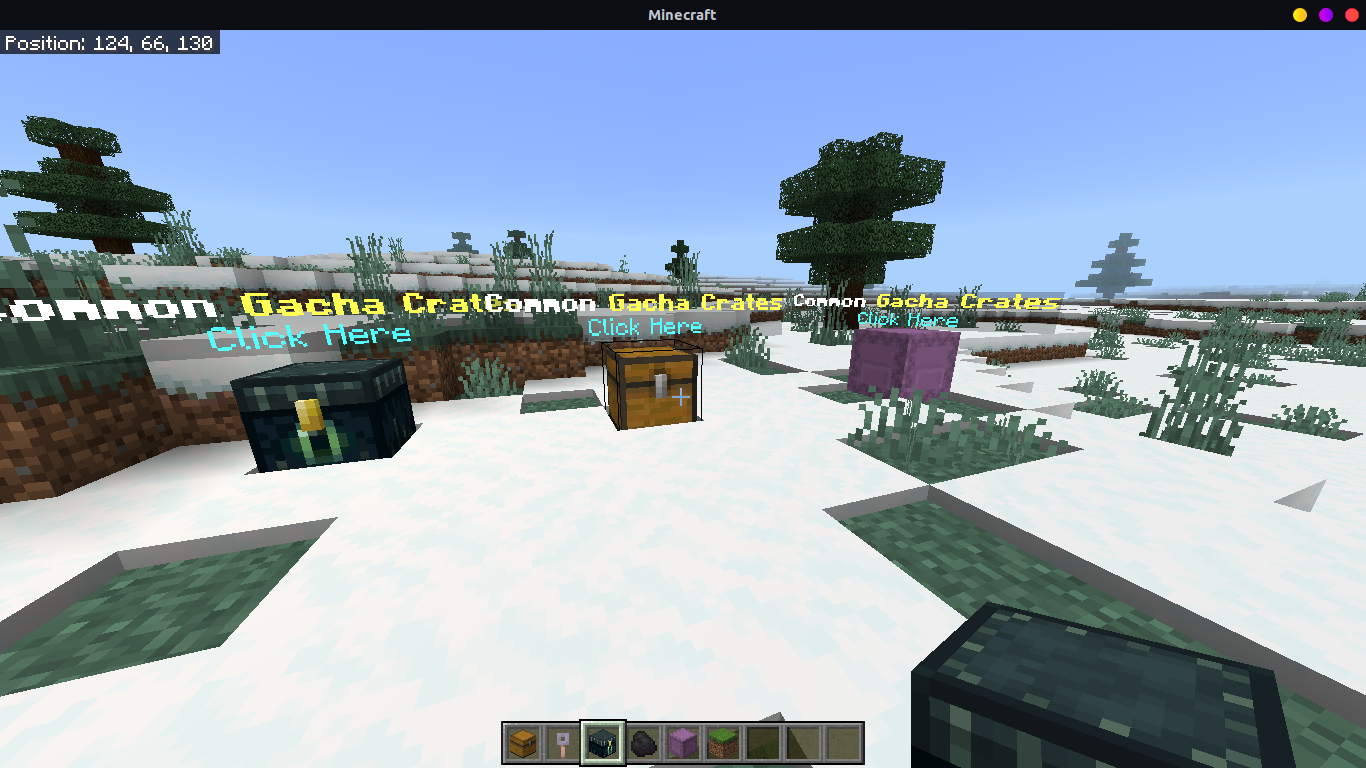 Minecraft
Position: 124, 66, 130
ommon Gacha Crat
Click Here
Common Gacha Crates
Click Here
Common Gacha Crates
Click Here